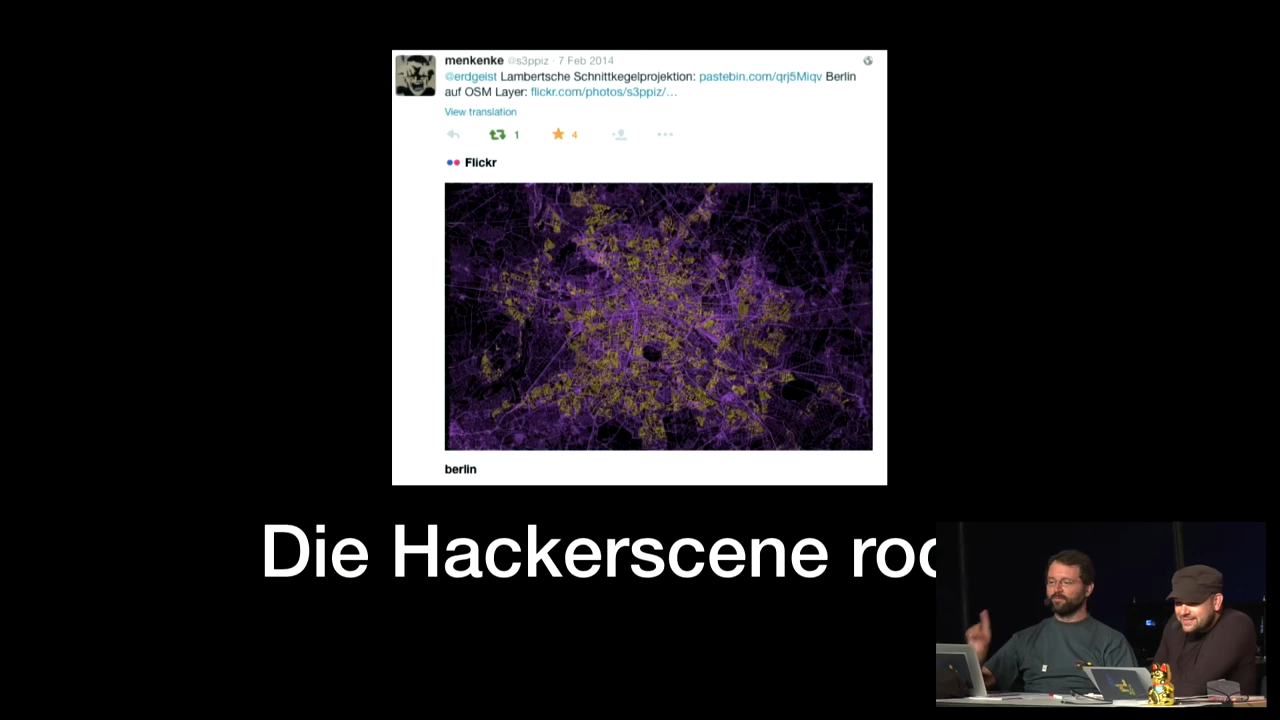 menkenke @s3ppiz · 7 Feb 2014
@erdgeist Lambertsche Schnittkegelprojektion: pastebin.com/qrj5Miqv Berlin
auf OSM Layer: flickr.com/photos/s3ppiz/…
View translation
1 4
Flickr
berlin
Die Hackerscene roc